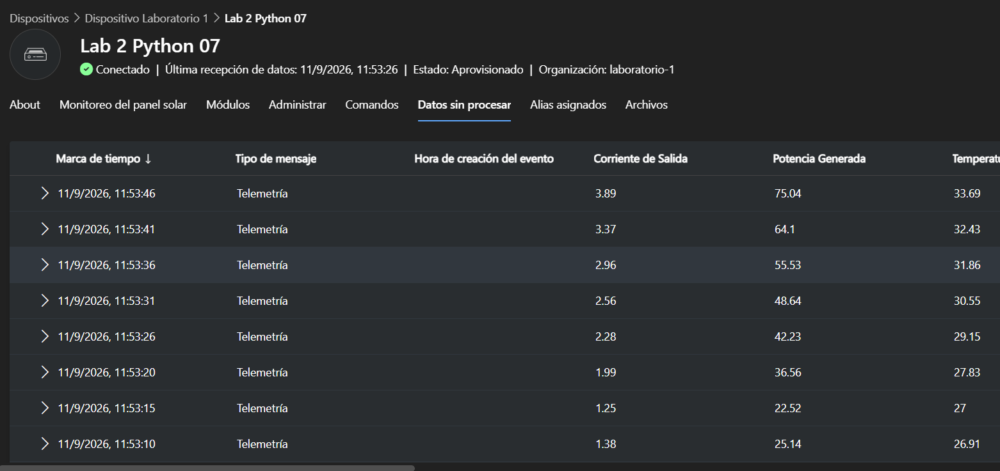 Dispositivos > Dispositivo Laboratorio 1 > Lab 2 Python 07
Lab 2 Python 07
Conectado | Última recepción de datos: 11/9/2026, 11:53:26 | Estado: Aprovisionado | Organización: laboratorio-1
About Monitoreo del panel solar Módulos Administrar Comandos Datos sin procesar Alias asignados Archivos
Marca de tiempo ↓ Tipo de mensaje Hora de creación del evento Corriente de Salida Potencia Generada Temperatu
11/9/2026, 11:53:46 Telemetría 3.89 75.04 33.69
11/9/2026, 11:53:41 Telemetría 3.37 64.1 32.43
11/9/2026, 11:53:36 Telemetría 2.96 55.53 31.86
11/9/2026, 11:53:31 Telemetría 2.56 48.64 30.55
11/9/2026, 11:53:26 Telemetría 2.28 42.23 29.15
11/9/2026, 11:53:20 Telemetría 1.99 36.56 27.83
11/9/2026, 11:53:15 Telemetría 1.25 22.52 27
11/9/2026, 11:53:10 Telemetría 1.38 25.14 26.91